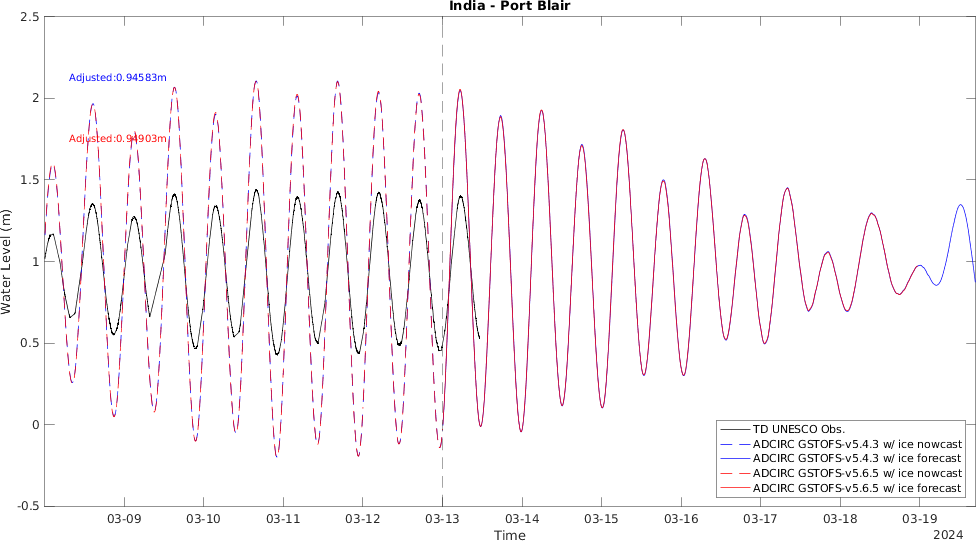 India - Port Blair
2.5
2
1.5
1
0.5
0
-0.5
Water Level (m)
Adjusted:0.94583m
Adjusted:0.94903m
TD UNESCO Obs.
ADCIRC GSTOFS-v5.4.3 w/ ice nowcast
ADCIRC GSTOFS-v5.4.3 w/ ice forecast
ADCIRC GSTOFS-v5.6.5 w/ ice nowcast
ADCIRC GSTOFS-v5.6.5 w/ ice forecast
03-09 03-10 03-11 03-12 03-13 03-14 03-15 03-16 03-17 03-18 03-19
Time
2024